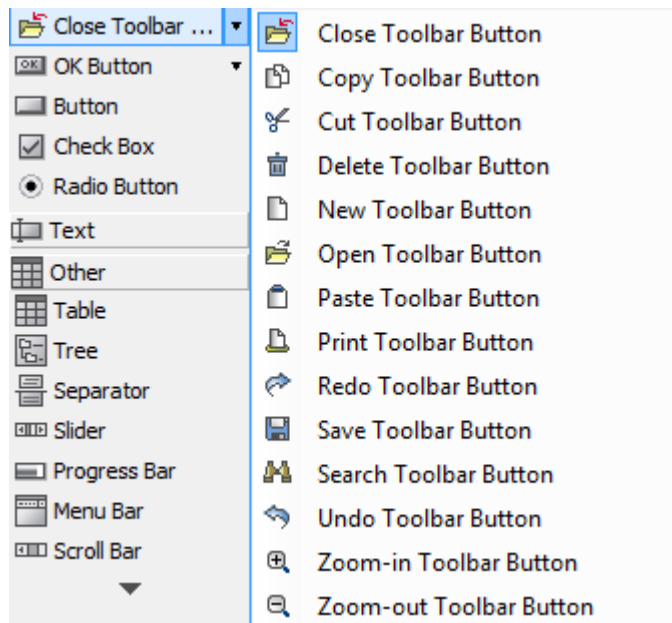 Close Toolbar ...
OK OK Button
Button
Check Box
Radio Button
Text
Other
Table
Tree
Separator
Slider
Progress Bar
Menu Bar
Scroll Bar
Close Toolbar Button
Copy Toolbar Button
Cut Toolbar Button
Delete Toolbar Button
New Toolbar Button
Open Toolbar Button
Paste Toolbar Button
Print Toolbar Button
Redo Toolbar Button
Save Toolbar Button
Search Toolbar Button
Undo Toolbar Button
Zoom-in Toolbar Button
Zoom-out Toolbar Button